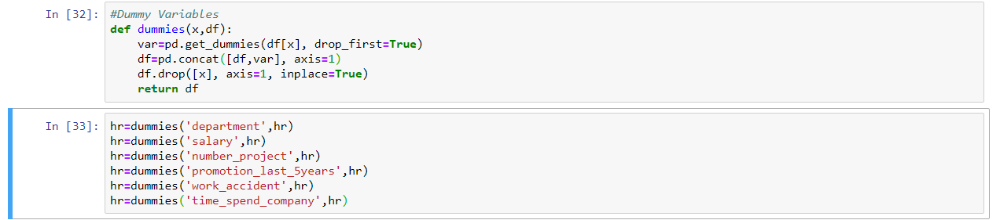 In [32]: #Dummy Variables
def dummies(x,df):
    var=pd.get_dummies(df[x], drop_first=True)
    df=pd.concat([df,var], axis=1)
    df.drop([x], axis=1, inplace=True)
    return df
In [33]: hr=dummies('department',hr)
hr=dummies('salary',hr)
hr=dummies('number_project',hr)
hr=dummies('promotion_last_5years',hr)
hr=dummies('work_accident',hr)
hr=dummies('time_spend_company',hr)